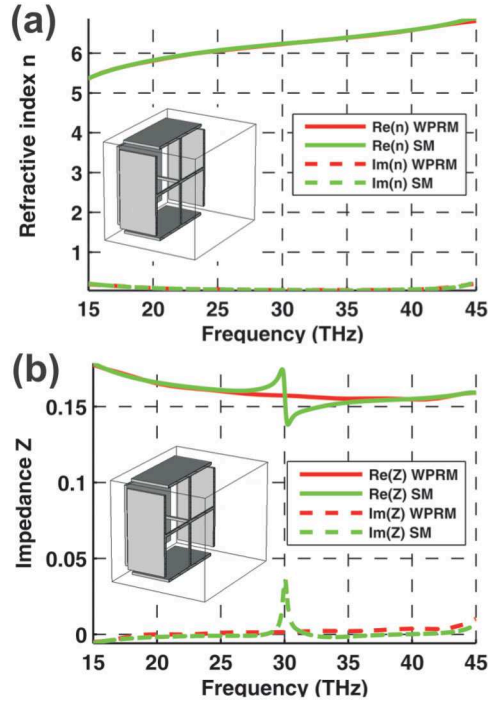 (a)
Refractive index n
6
5
4
3
2
1
Re(n) WPRM
Re(n) SM
Im(n) WPRM
Im(n) SM
15 20 25 30 35 40 45
Frequency (THz)
(b)
Impedance Z
0.15
0.1
0.05
0
Re(Z) WPRM
Re(Z) SM
Im(Z) WPRM
Im(Z) SM
15 20 25 30 35 40 45
Frequency (THz)